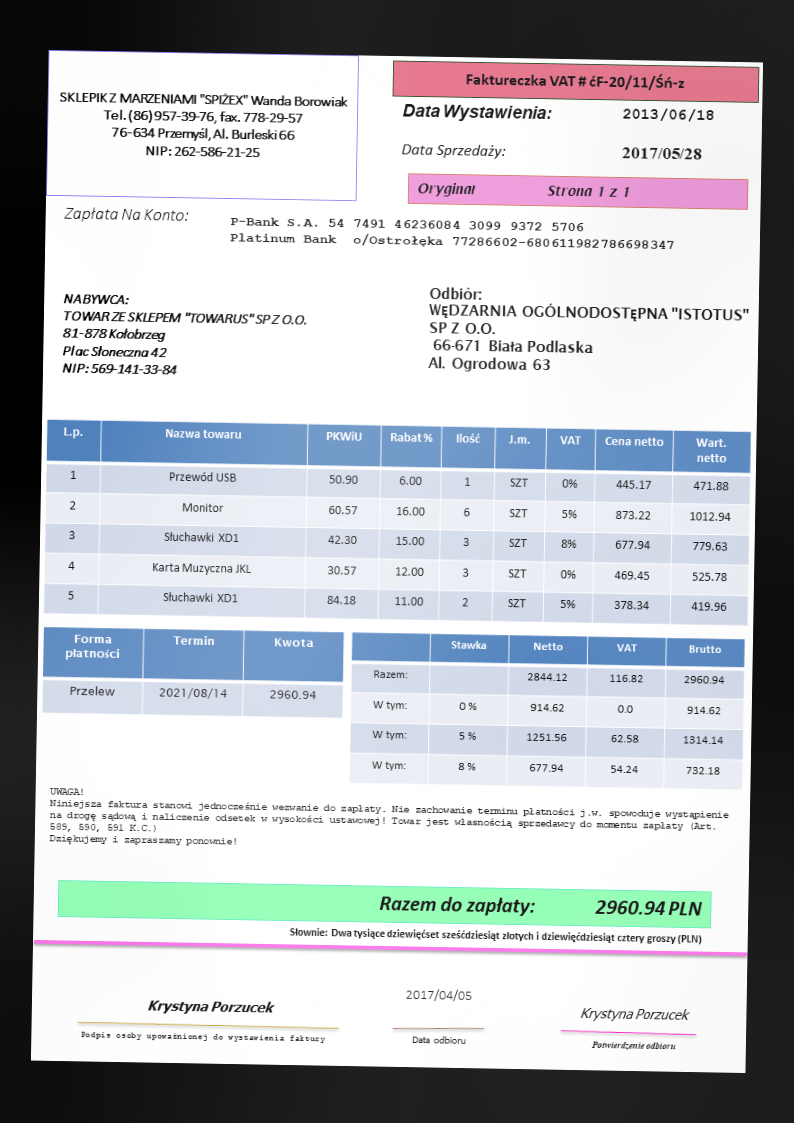 SKLEPIK Z MARZENIAMI "SPIŻEX" Wanda Borowiak
Tel. (86) 957-39-76, fax. 778-29-57
76-634 Przemyśl, Al. Burleski 66
NIP: 262-586-21-25
Faktureczka VAT # ćF-20/11/Śń-z
Data Wystawienia: 2013/06/18
Data Sprzedaży: 2017/05/28
Oryginał Strona 1 z 1
Zapłata Na Konto:
P-Bank S.A. 54 7491 46236084 3099 9372 5706
Platinum Bank o/Ostrołęka 77286602-680611982786698347
NABYWCA:
TOWAR ZE SKLEPEM "TOWARUS" SP Z O.O.
81-878 Kołobrzeg
Plac Słoneczna 42
NIP: 569-141-33-84
Odbiór:
WĘDZARNIA OGÓLNODOSTĘPNA "ISTOTUS"
SP Z O.O.
66-671 Biała Podlaska
Al. Ogrodowa 63
L.p. Nazwa towaru PKWiU Rabat % Ilość J.m. VAT Cena netto Wart. netto
1 Przewód USB 50.90 6.00 1 SZT 0% 445.17 471.88
2 Monitor 60.57 16.00 6 SZT 5% 873.22 1012.94
3 Słuchawki XD1 42.30 15.00 3 SZT 8% 677.94 779.63
4 Karta Muzyczna JKL 30.57 12.00 3 SZT 0% 469.45 525.78
5 Słuchawki XD1 84.18 11.00 2 SZT 5% 378.34 419.96
Forma płatności Termin Kwota
Przelew 2021/08/14 2960.94
Stawka Netto VAT Brutto
Razem: 2844.12 116.82 2960.94
W tym: 0 % 914.62 0.0 914.62
W tym: 5 % 1251.56 62.58 1314.14
W tym: 8 % 677.94 54.24 732.18
UWAGA!
Niniejsza faktura stanowi jednocześnie wezwanie do zapłaty. Nie zachowanie terminu płatności j.w. spowoduje wystąpienie
na drogę sądową i naliczenie odsetek w wysokości ustawowej! Towar jest własnością sprzedawcy do momentu zapłaty (Art.
589, 590, 591 K.C.)
Dziękujemy i zapraszamy ponownie!
Razem do zapłaty: 2960.94 PLN
Słownie: Dwa tysiące dziewięćset sześćdziesiąt złotych i dziewięćdziesiąt cztery groszy (PLN)
Krystyna Porzucek
Podpis osoby upoważnionej do wystawienia faktury
2017/04/05
Data odbioru
Krystyna Porzucek
Potwierdzenie odbioru